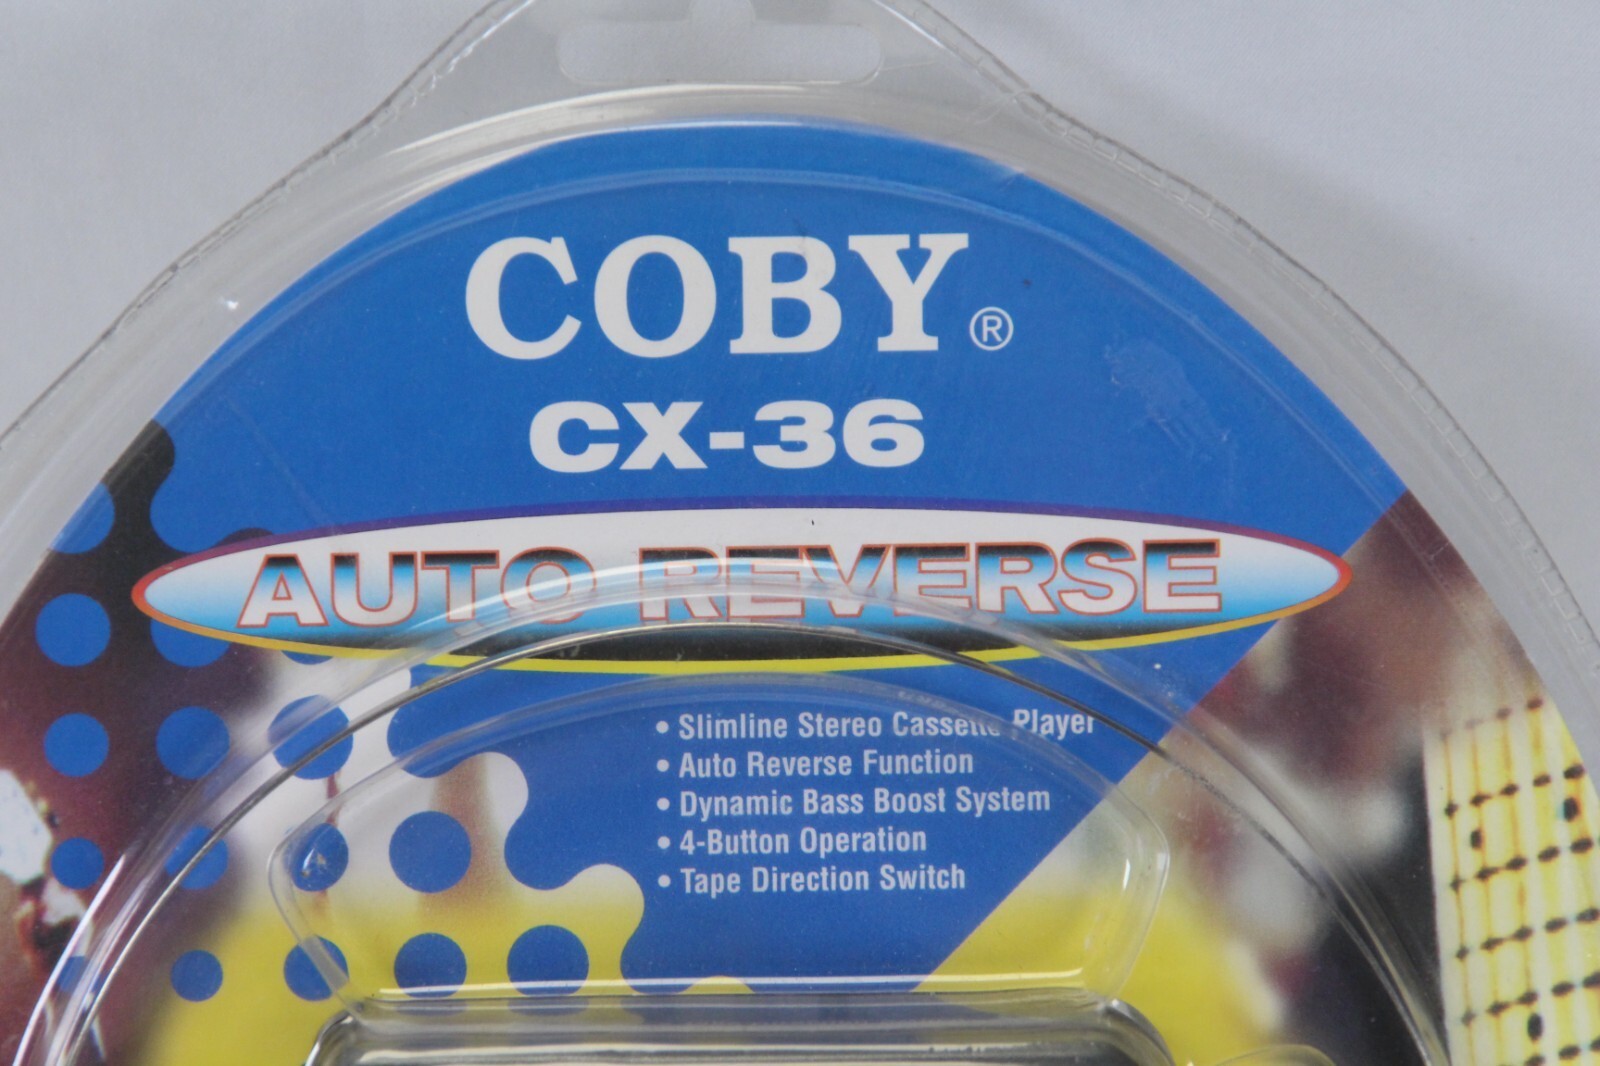 COBY®
CX-36
AUTO REVERSE
• Slimline Stereo Cassette Player
• Auto Reverse Function
• Dynamic Bass Boost System
• 4-Button Operation
• Tape Direction Switch